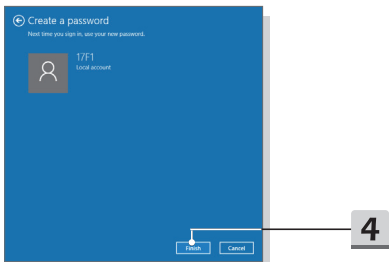 Create a password
Next time you sign in, use your new password.
17F1
Local account
Finish Cancel
4